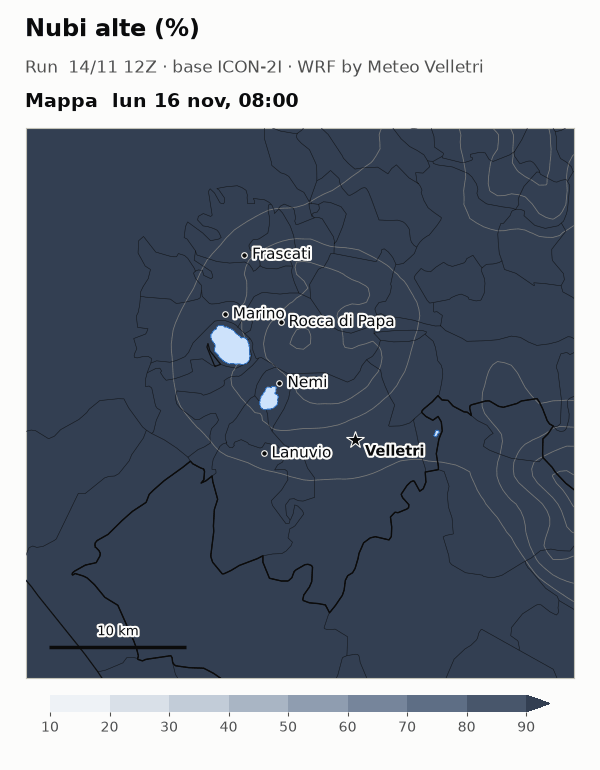 Nubi alte (%)
Run  14/11 12Z · base ICON-2I · WRF by Meteo Velletri
Mappa  lun 16 nov, 08:00
Frascati
Marino
Rocca di Papa
Nemi
Velletri
Lanuvio
10 km
10 20 30 40 50 60 70 80 90